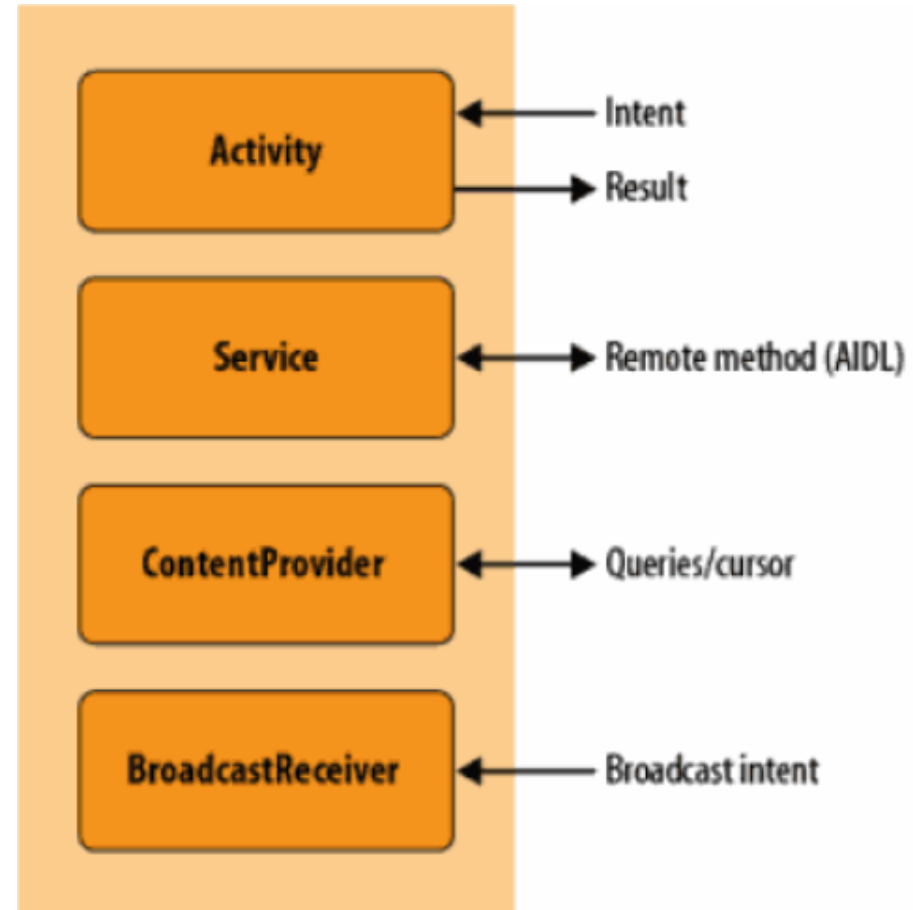 Activity
Intent
Result
Service
Remote method (AIDL)
ContentProvider
Queries/cursor
BroadcastReceiver
Broadcast intent